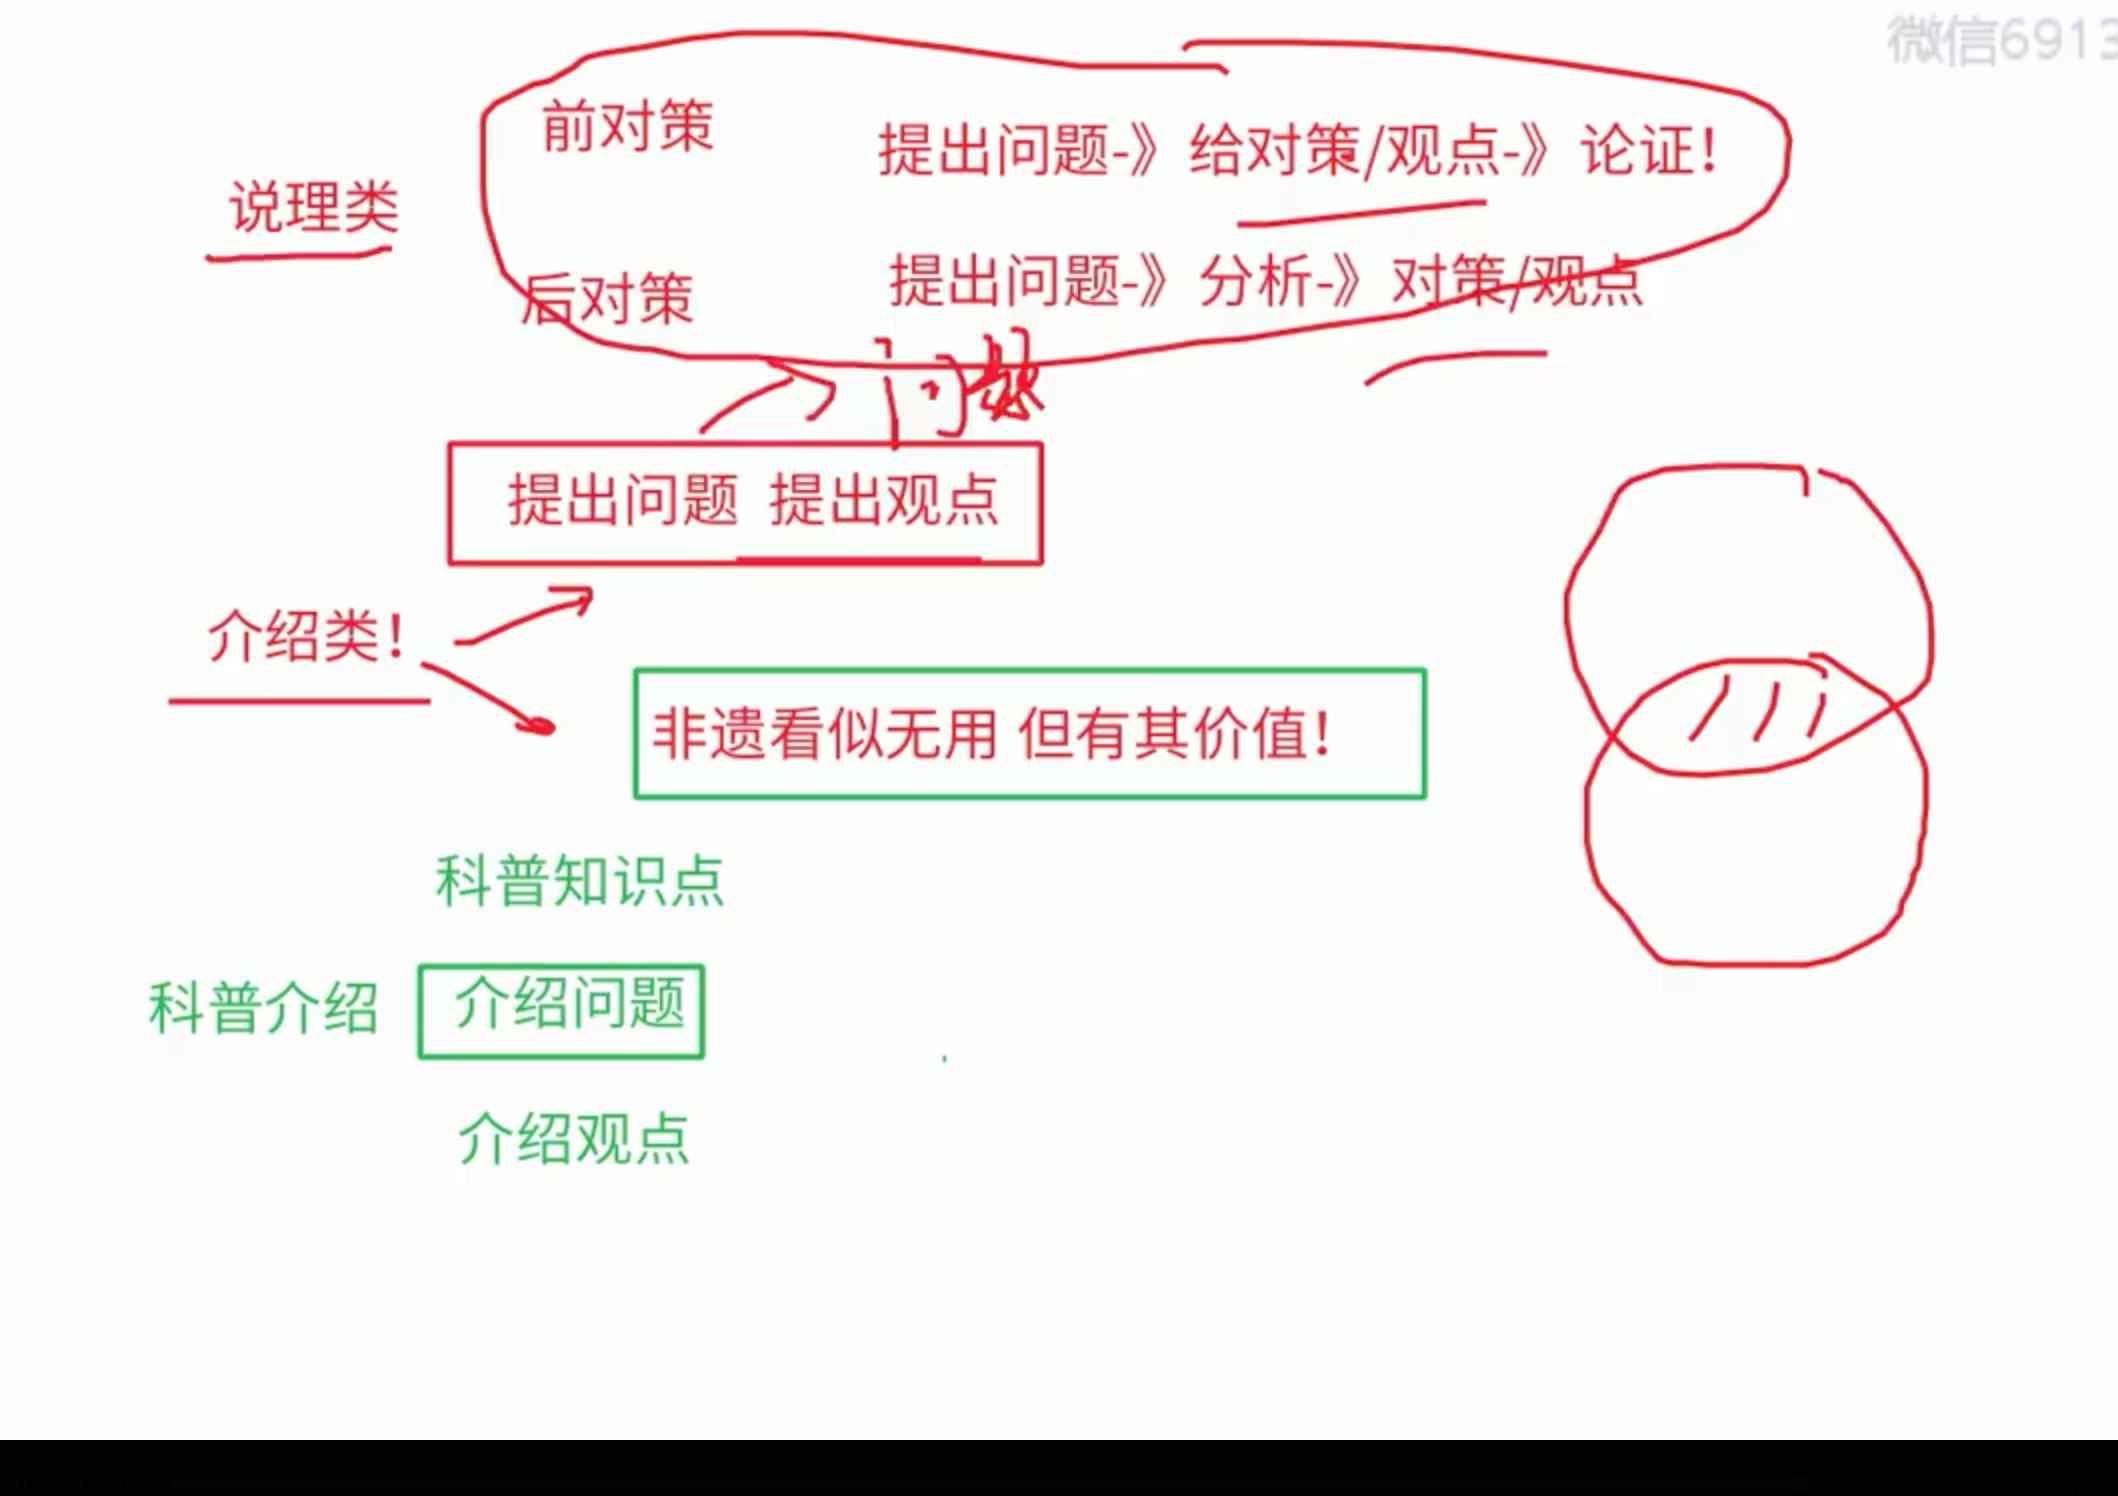 微信6913
前对策
提出问题-》给对策/观点-》论证！
说理类
后对策
提出问题-》分析-》对策/观点
问题
提出问题 提出观点
介绍类！
非遗看似无用 但有其价值！
科普知识点
科普介绍
介绍问题
介绍观点